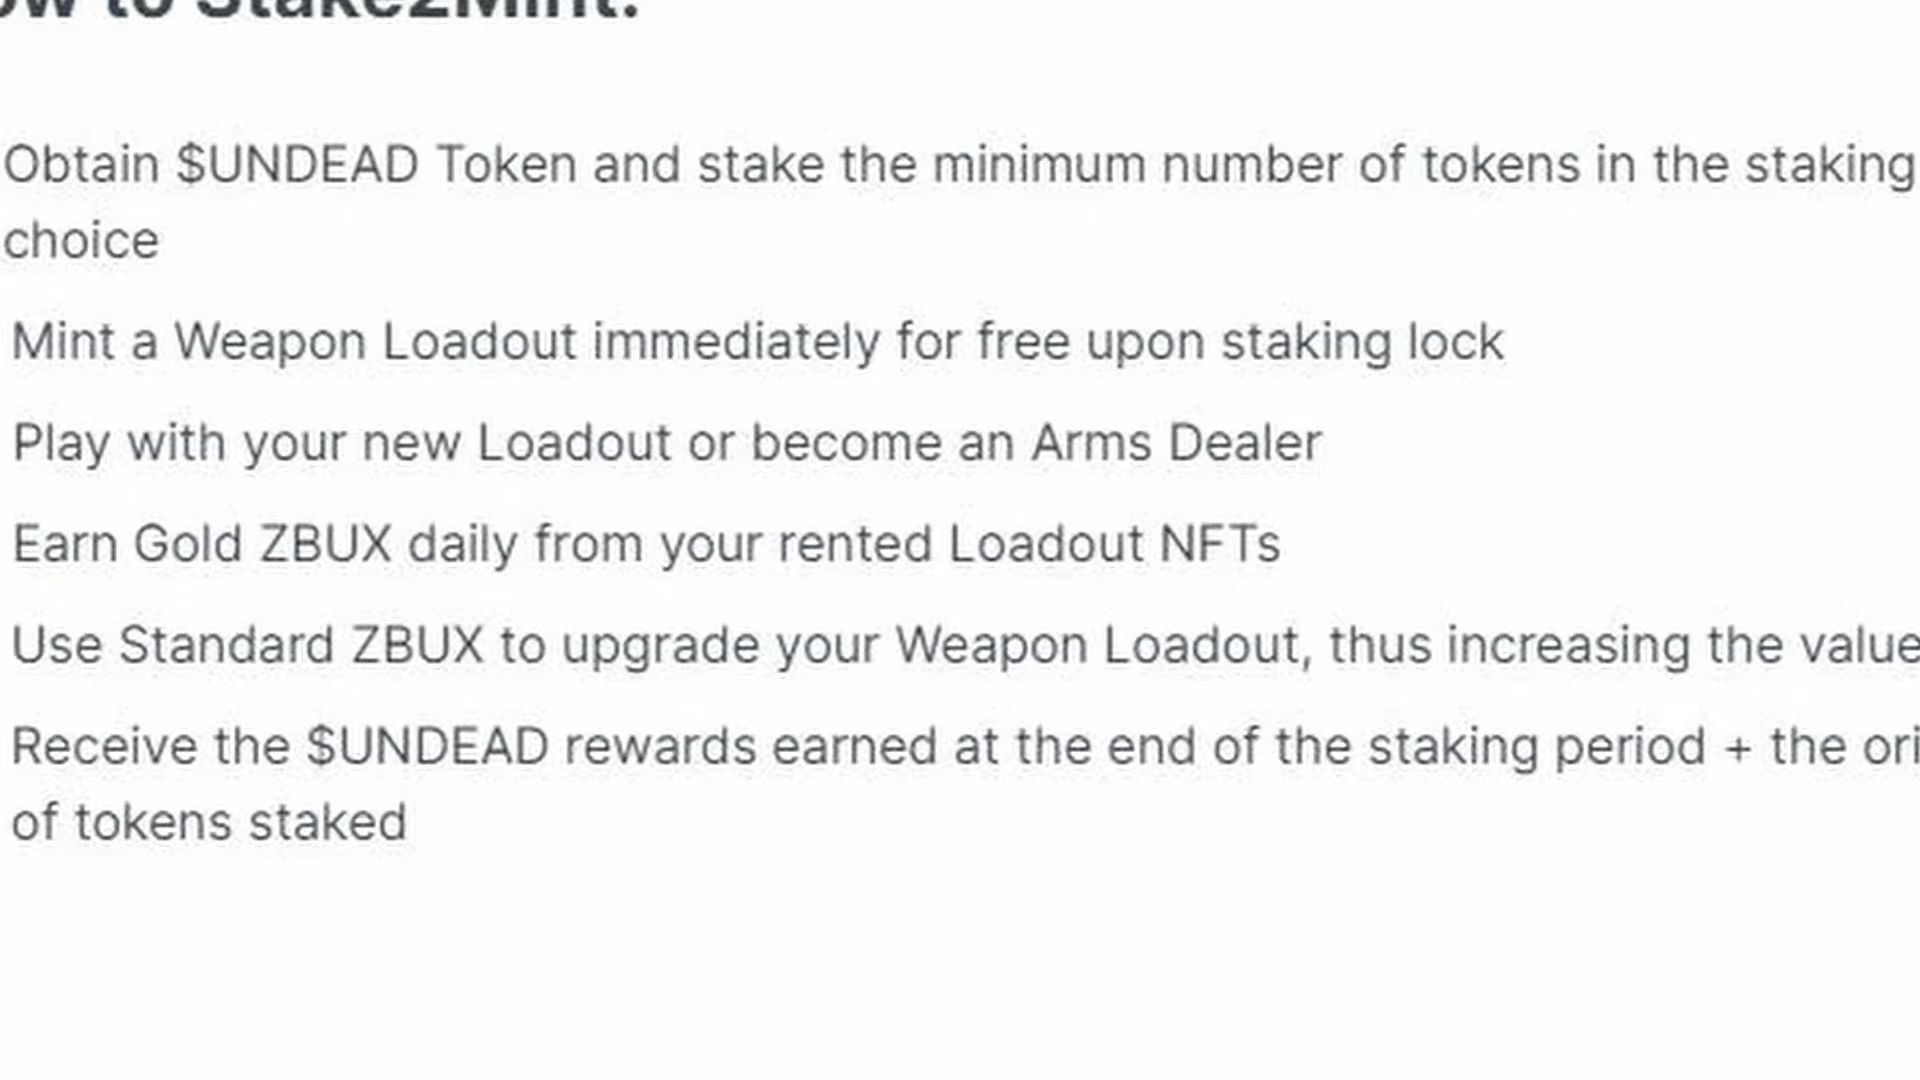 to Stake2Mint:
Obtain $UNDEAD Token and stake the minimum number of tokens in the staking
choice
Mint a Weapon Loadout immediately for free upon staking lock
Play with your new Loadout or become an Arms Dealer
Earn Gold ZBUX daily from your rented Loadout NFTs
Use Standard ZBUX to upgrade your Weapon Loadout, thus increasing the value
Receive the $UNDEAD rewards earned at the end of the staking period + the
of tokens staked